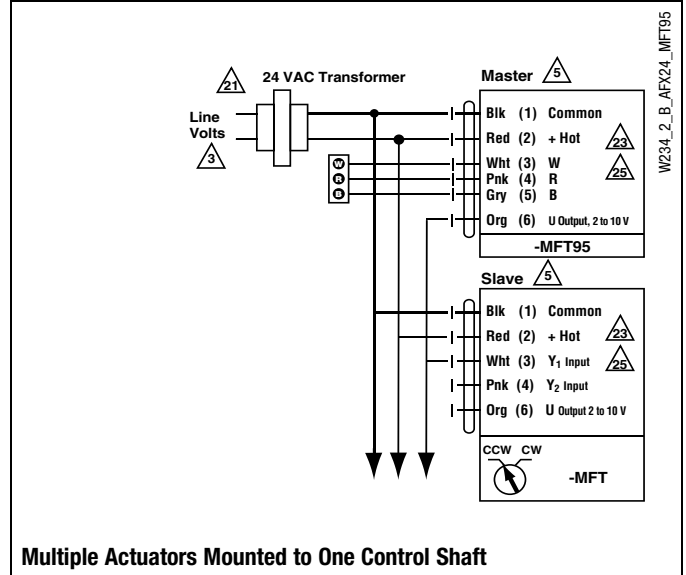 W234_2_B_AFX24_MFT95
21
24 VAC Transformer
Line
Volts
3
Master 5
Blk (1) Common
Red (2) + Hot 23
Wht (3) W 25
Pnk (4) R
Gry (5) B
Org (6) U Output, 2 to 10 V
W
R
B
-MFT95
Slave 5
Blk (1) Common
Red (2) + Hot 23
Wht (3) Y1 Input 25
Pnk (4) Y2 Input
Org (6) U Output 2 to 10 V
CCW CW
-MFT
Multiple Actuators Mounted to One Control Shaft